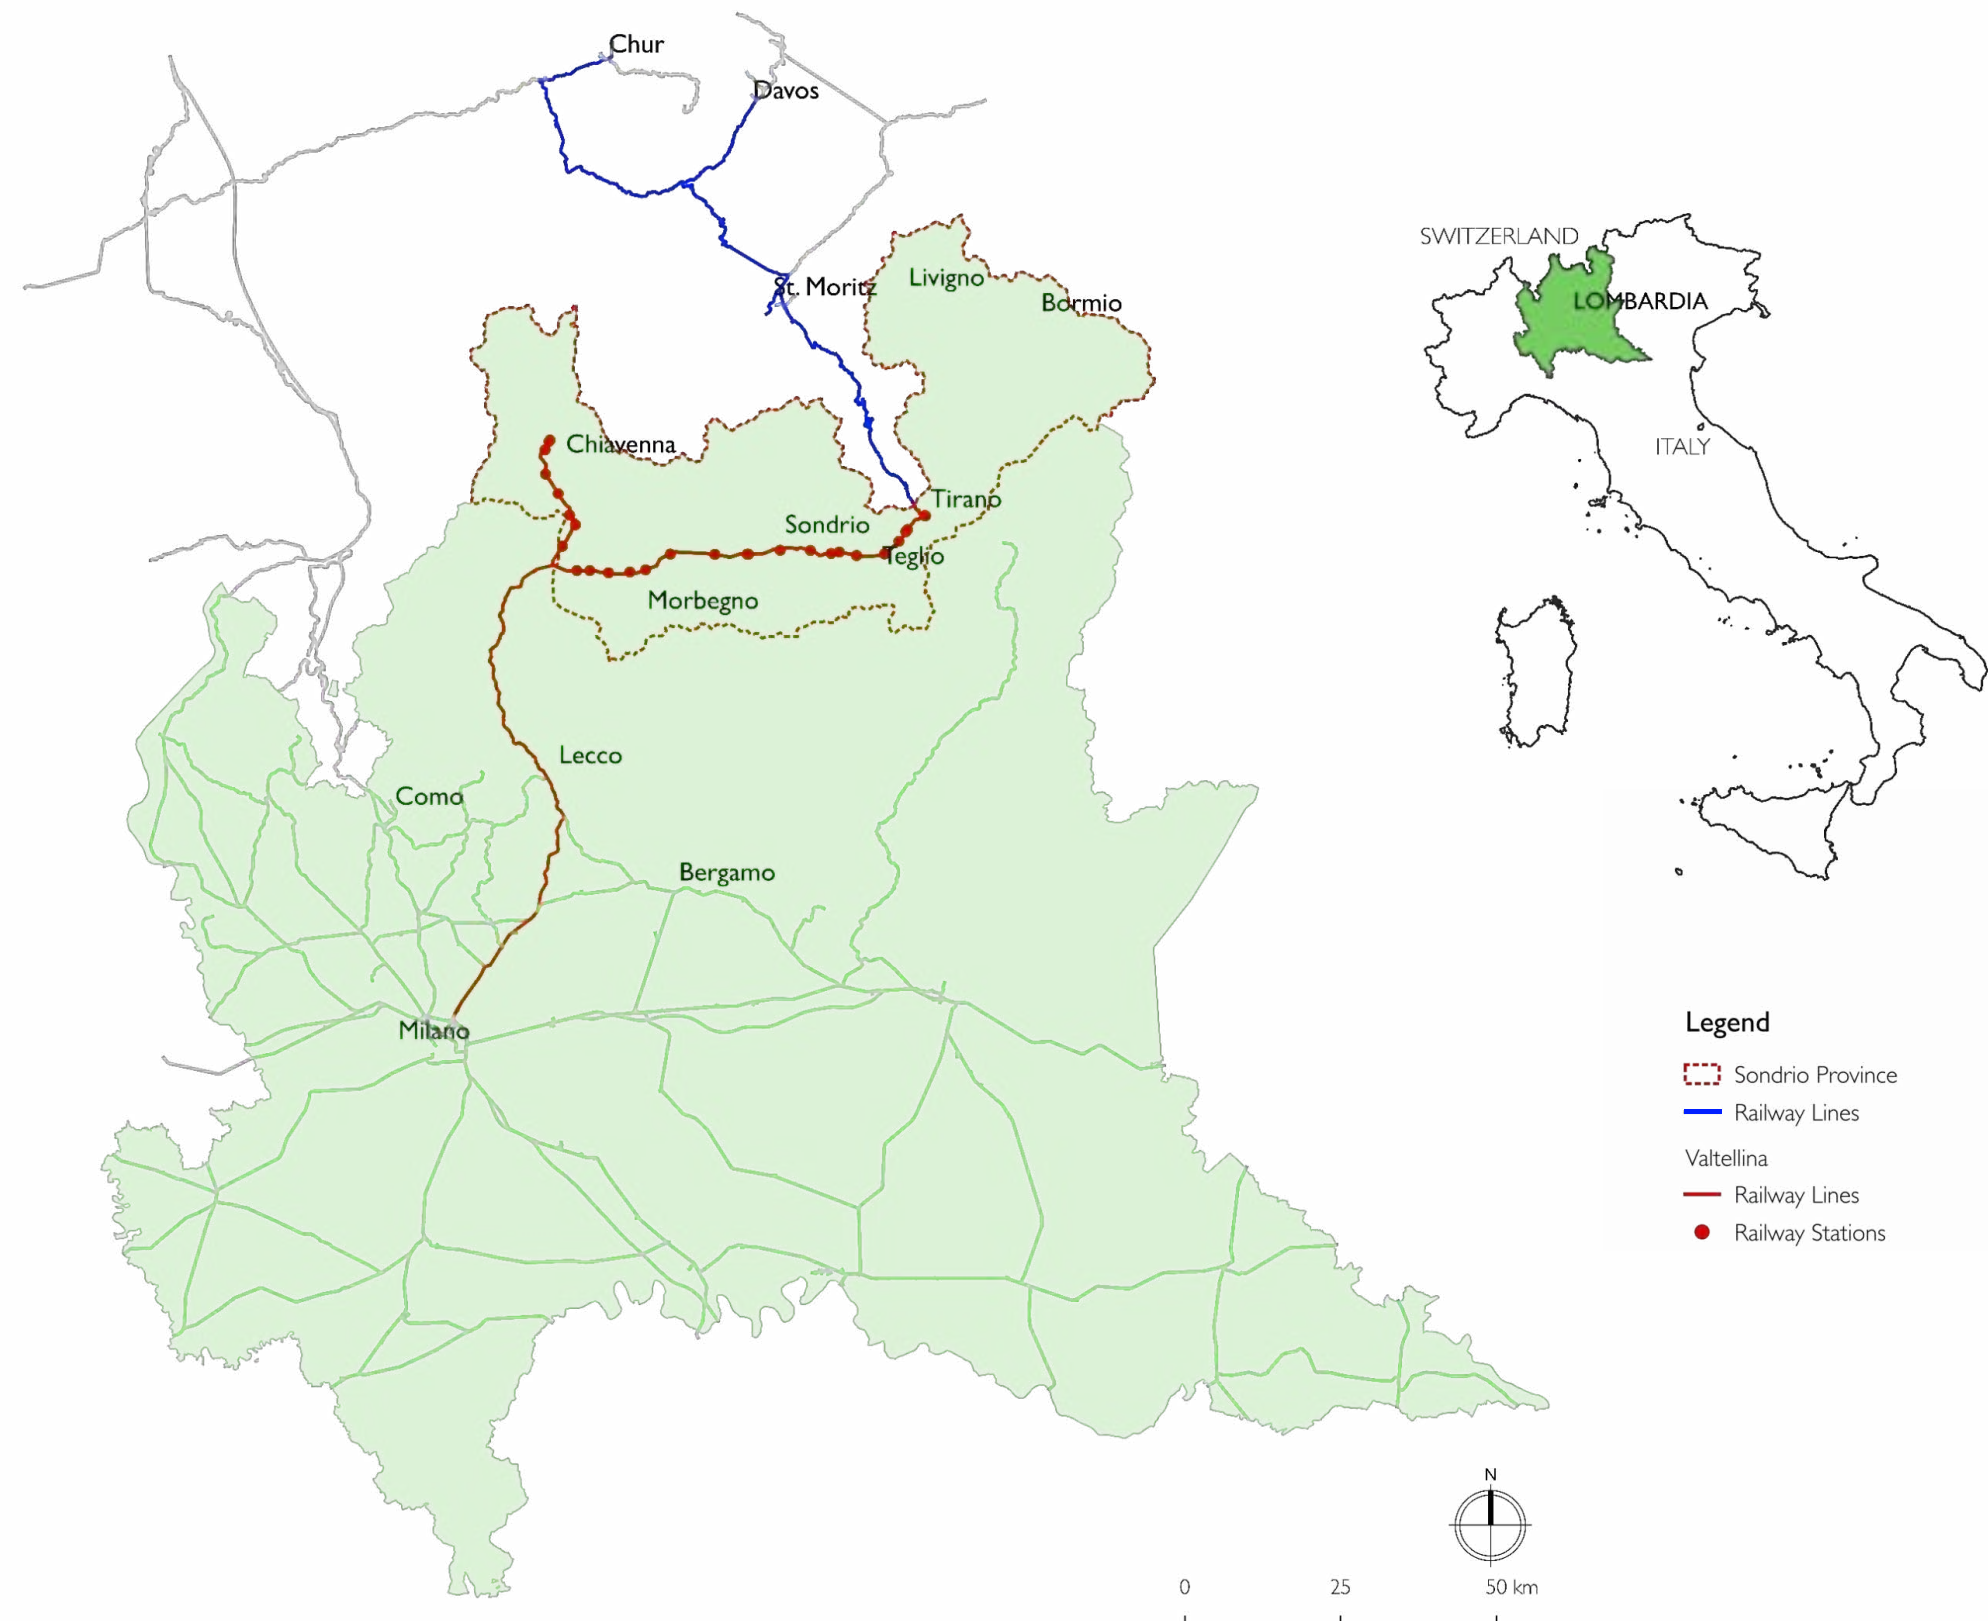 Chur
Davos
St. Moritz
Livigno
Bormio
Chiavenna
Tirano
Sondrio
Teglio
Morbegno
Lecco
Como
Bergamo
Milano
SWITZERLAND
LOMBARDIA
ITALY
Legend
Sondrio Province
Railway Lines
Valtellina
Railway Lines
Railway Stations
N
0 25 50 km